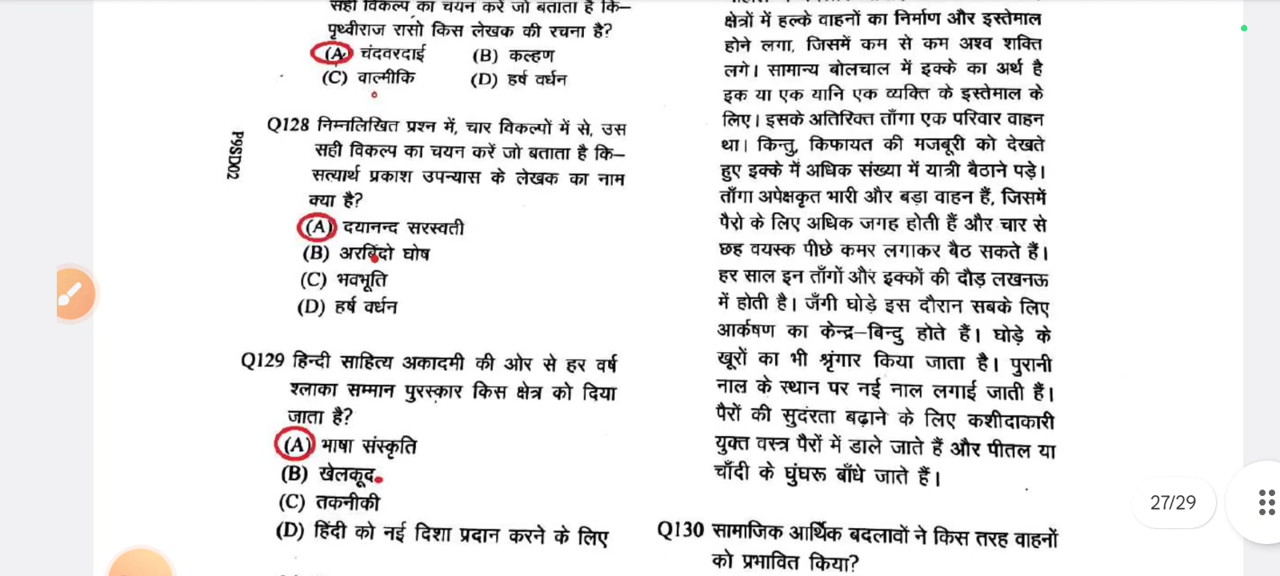 सही विकल्प का चयन करें जो बताता है कि–
पृथ्वीराज रासो किस लेखक की रचना है?
(A) चंदवरदाई (B) कल्हण
(C) वाल्मीकि (D) हर्ष वर्धन
P9SD02
Q128 निम्नलिखित प्रश्न में, चार विकल्पों में से, उस
सही विकल्प का चयन करें जो बताता है कि–
सत्यार्थ प्रकाश उपन्यास के लेखक का नाम
क्या है?
(A) दयानन्द सरस्वती
(B) अरबिंदो घोष
(C) भवभूति
(D) हर्ष वर्धन
Q129 हिन्दी साहित्य अकादमी की ओर से हर वर्ष
श्लाका सम्मान पुरस्कार किस क्षेत्र को दिया
जाता है?
(A) भाषा संस्कृति
(B) खेलकूद
(C) तकनीकी
(D) हिंदी को नई दिशा प्रदान करने के लिए
क्षेत्रों में हल्के वाहनों का निर्माण और इस्तेमाल
होने लगा, जिसमें कम से कम अश्व शक्ति
लगे। सामान्य बोलचाल में इक्के का अर्थ है
इक या एक यानि एक व्यक्ति के इस्तेमाल के
लिए। इसके अतिरिक्त ताँगा एक परिवार वाहन
था। किन्तु, किफायत की मजबूरी को देखते
हुए इक्के में अधिक संख्या में यात्री बैठाने पड़े।
ताँगा अपेक्षकृत भारी और बड़ा वाहन हैं, जिसमें
पैरो के लिए अधिक जगह होती हैं और चार से
छह वयस्क पीछे कमर लगाकर बैठ सकते हैं।
हर साल इन ताँगों और इक्कों की दौड़ लखनऊ
में होती है। जँगी घोड़े इस दौरान सबके लिए
आर्कषण का केन्द्र–बिन्दु होते हैं। घोड़े के
खूरों का भी श्रृंगार किया जाता है। पुरानी
नाल के स्थान पर नई नाल लगाई जाती हैं।
पैरों की सुदंरता बढ़ाने के लिए कशीदाकारी
युक्त वस्त्र पैरों में डाले जाते हैं और पीतल या
चाँदी के घुंघरू बाँधे जाते हैं।
Q130 सामाजिक आर्थिक बदलावों ने किस तरह वाहनों
को प्रभावित किया?
27/29